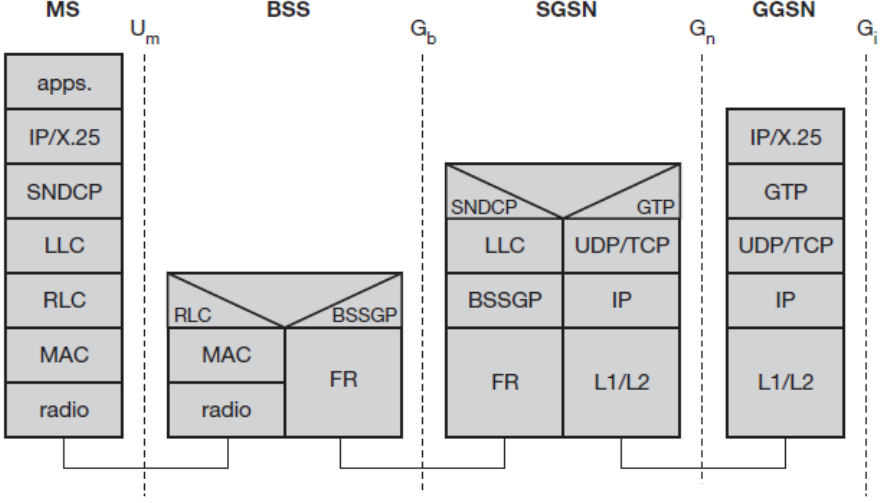 MS BSS SGSN GGSN
Um Gb Gn Gi
apps.
IP/X.25 IP/X.25
SNDCP SNDCP GTP GTP
LLC LLC UDP/TCP UDP/TCP
RLC RLC BSSGP BSSGP IP IP
MAC MAC FR FR L1/L2 L1/L2
radio radio